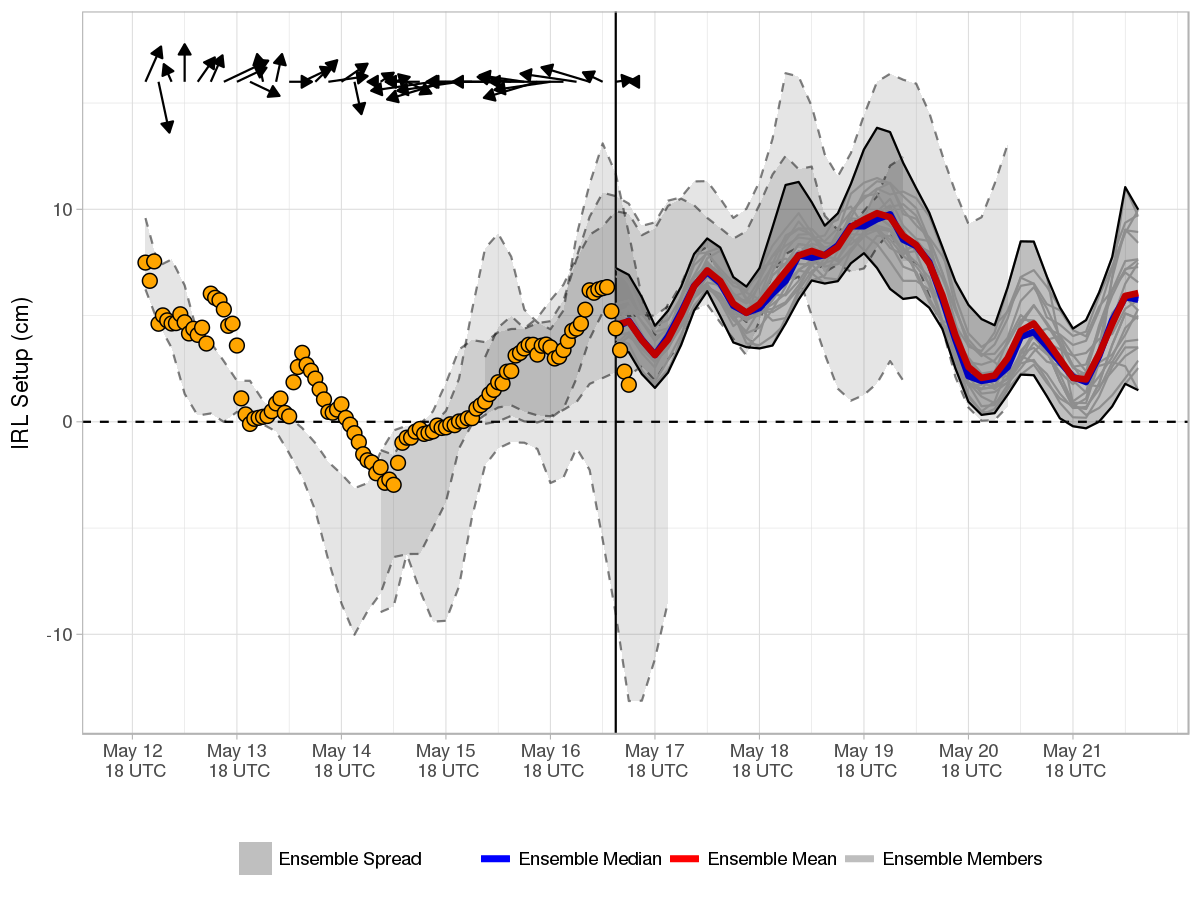 IRL Setup (cm)
10
0
-10
May 12
18 UTC
May 13
18 UTC
May 14
18 UTC
May 15
18 UTC
May 16
18 UTC
May 17
18 UTC
May 18
18 UTC
May 19
18 UTC
May 20
18 UTC
May 21
18 UTC
Ensemble Spread
Ensemble Median
Ensemble Mean
Ensemble Members